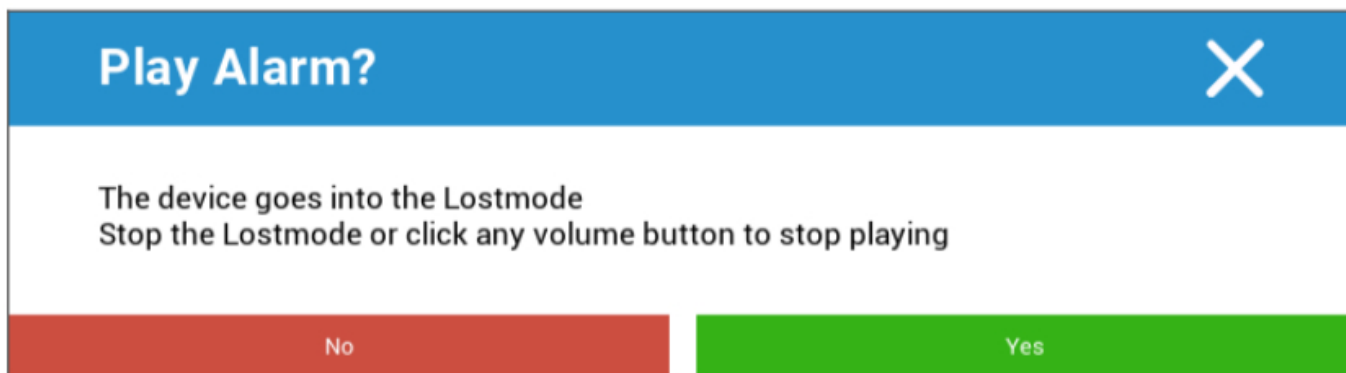 Play Alarm?
The device goes into the Lostmode
Stop the Lostmode or click any volume button to stop playing
No
Yes